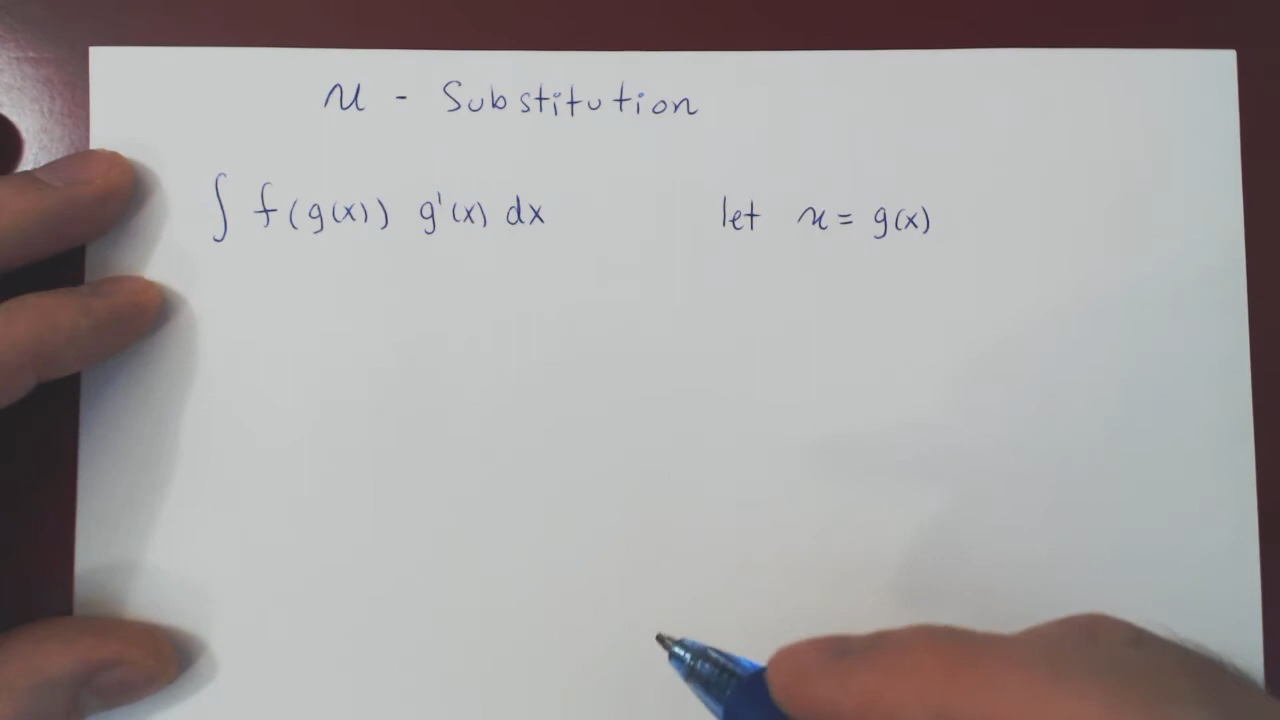 u - Substitution
∫ f(g(x)) g'(x) dx let u = g(x)